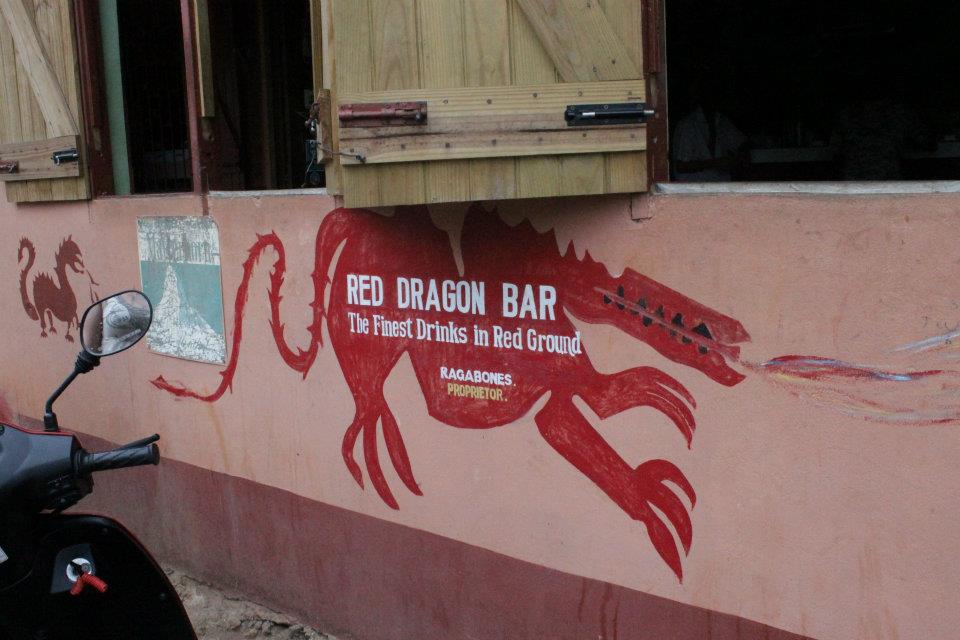 RED DRAGON BAR
The Finest Drinks in Red Ground
RAGABONES.
PROPRIETOR.